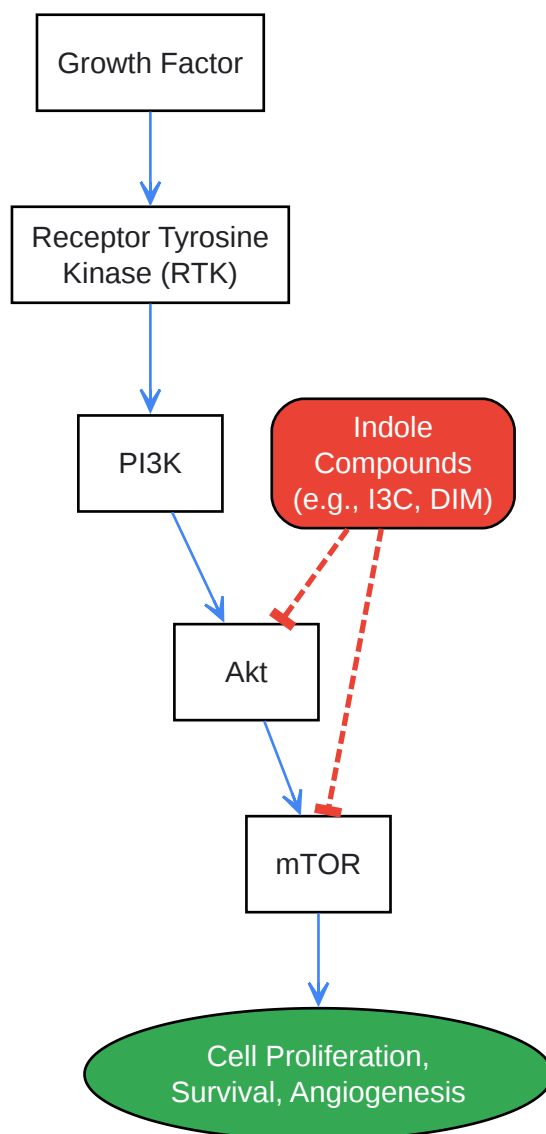 Growth Factor
Receptor Tyrosine
Kinase (RTK)
PI3K
Indole
Compounds
(e.g., I3C, DIM)
Akt
mTOR
Cell Proliferation,
Survival, Angiogenesis